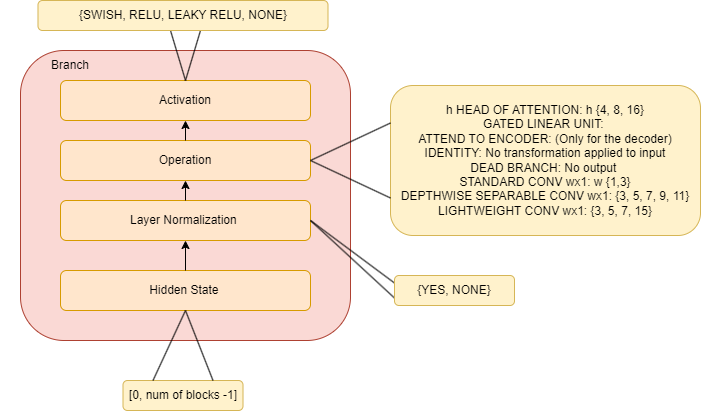 {SWISH, RELU, LEAKY RELU, NONE}
Branch
Activation
Operation
Layer Normalization
Hidden State
h HEAD OF ATTENTION: h {4, 8, 16}
GATED LINEAR UNIT:
ATTEND TO ENCODER: (Only for the decoder)
IDENTITY: No transformation applied to input
DEAD BRANCH: No output
STANDARD CONV wx1: w {1,3}
DEPTHWISE SEPARABLE CONV wx1: {3, 5, 7, 9, 11}
LIGHTWEIGHT CONV wx1: {3, 5, 7, 15}
{YES, NONE}
[0, num of blocks -1]